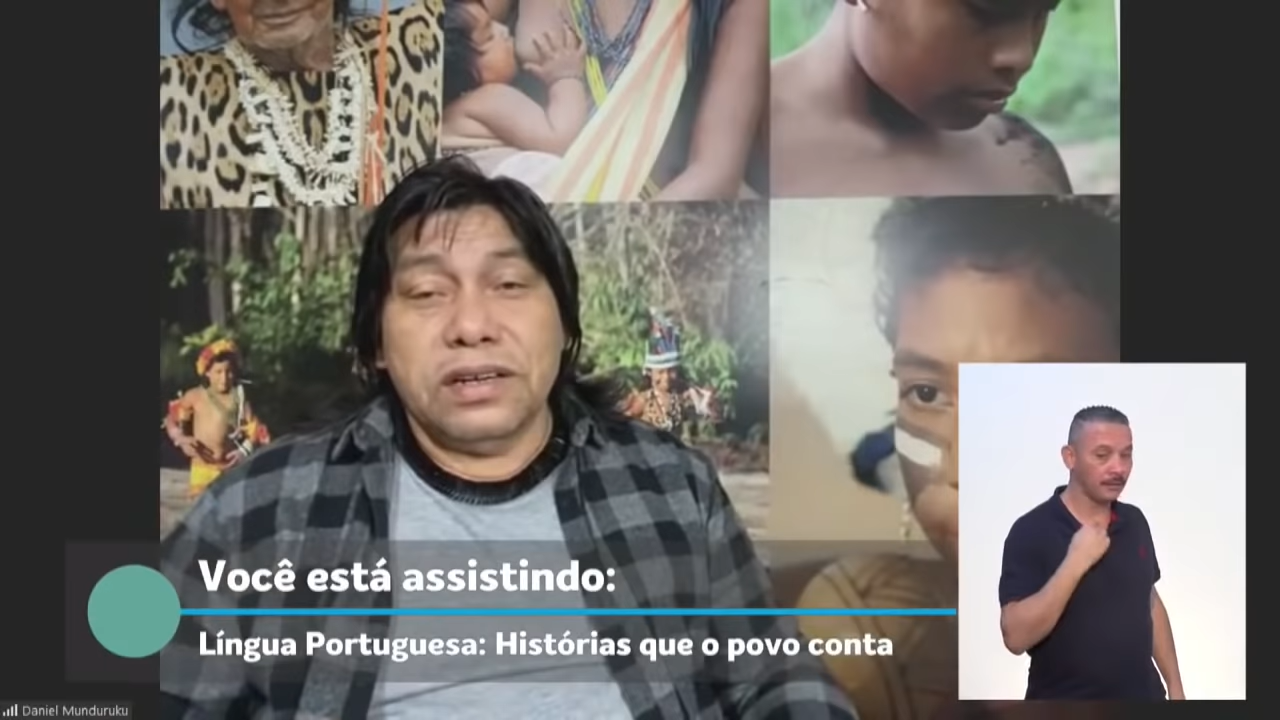 Você está assistindo:
Língua Portuguesa: Histórias que o povo conta
Daniel Munduruku